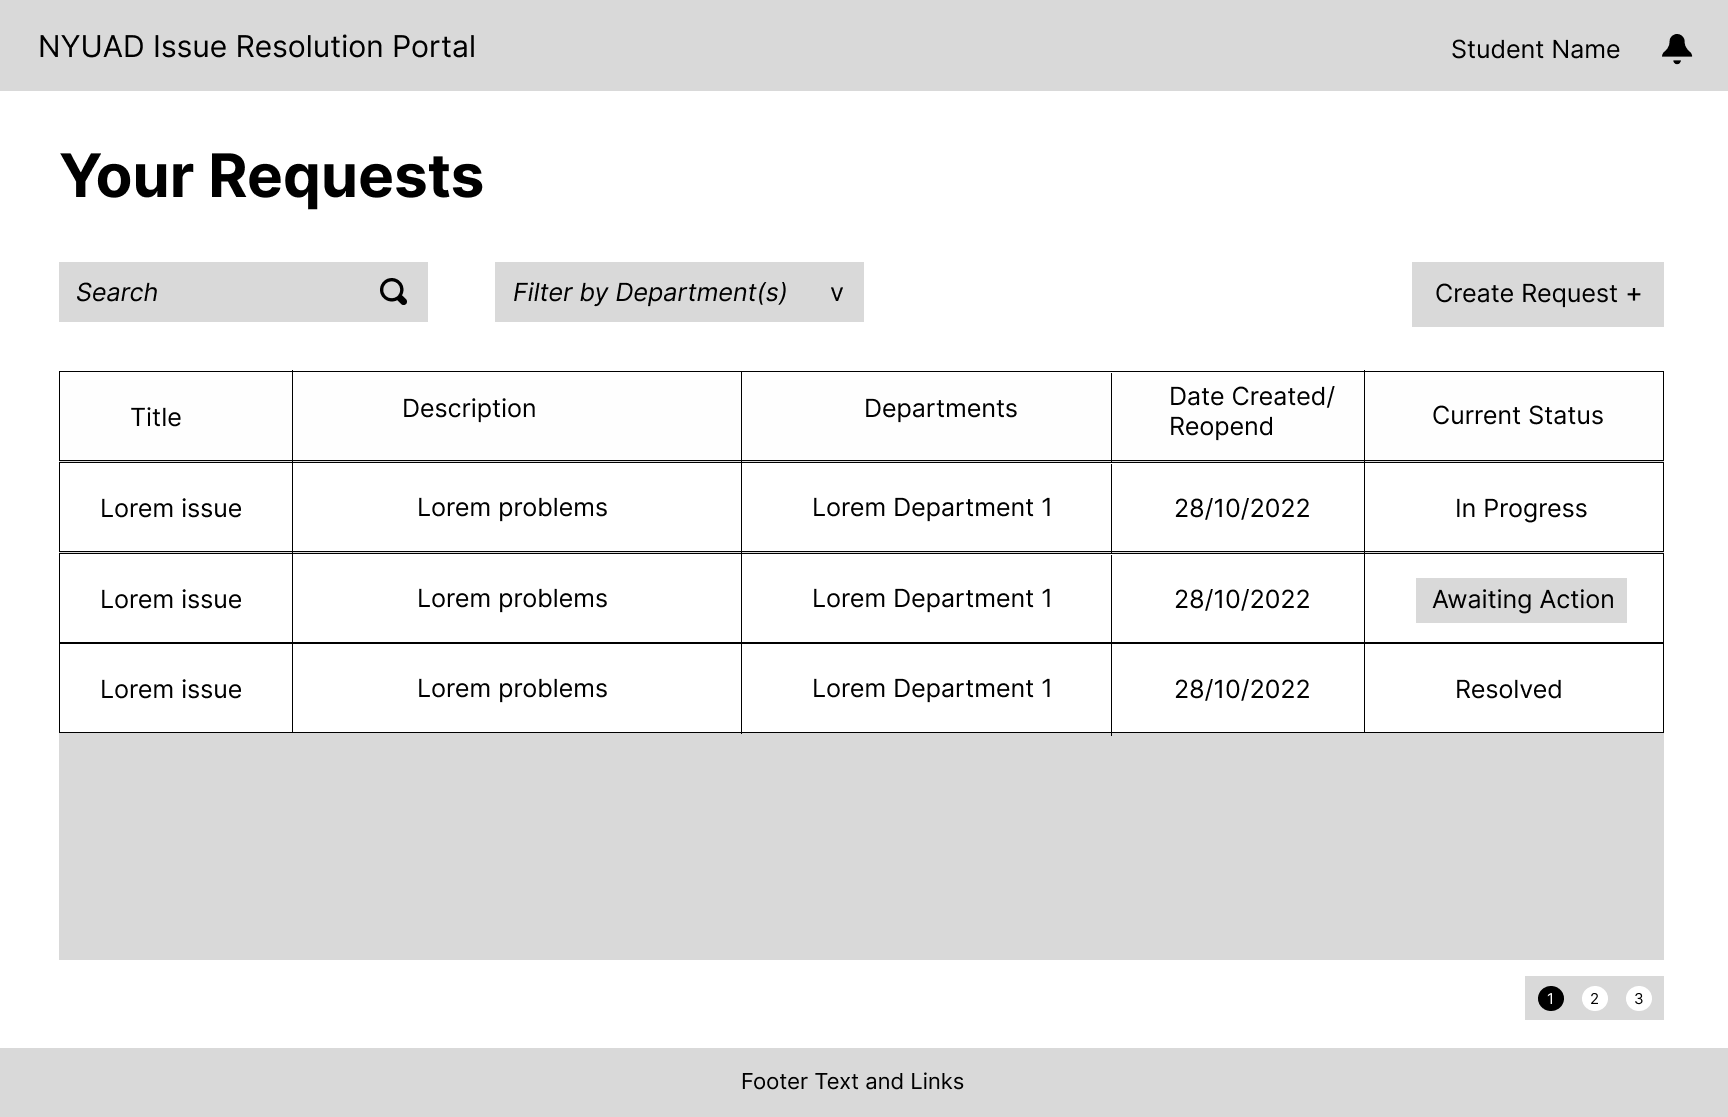 NYUAD Issue Resolution Portal
Student Name
Your Requests
Search
Filter by Department(s) v
Create Request +
Title
Description
Departments
Date Created/
Reopend
Current Status
Lorem issue
Lorem problems
Lorem Department 1
28/10/2022
In Progress
Lorem issue
Lorem problems
Lorem Department 1
28/10/2022
Awaiting Action
Lorem issue
Lorem problems
Lorem Department 1
28/10/2022
Resolved
1 2 3
Footer Text and Links